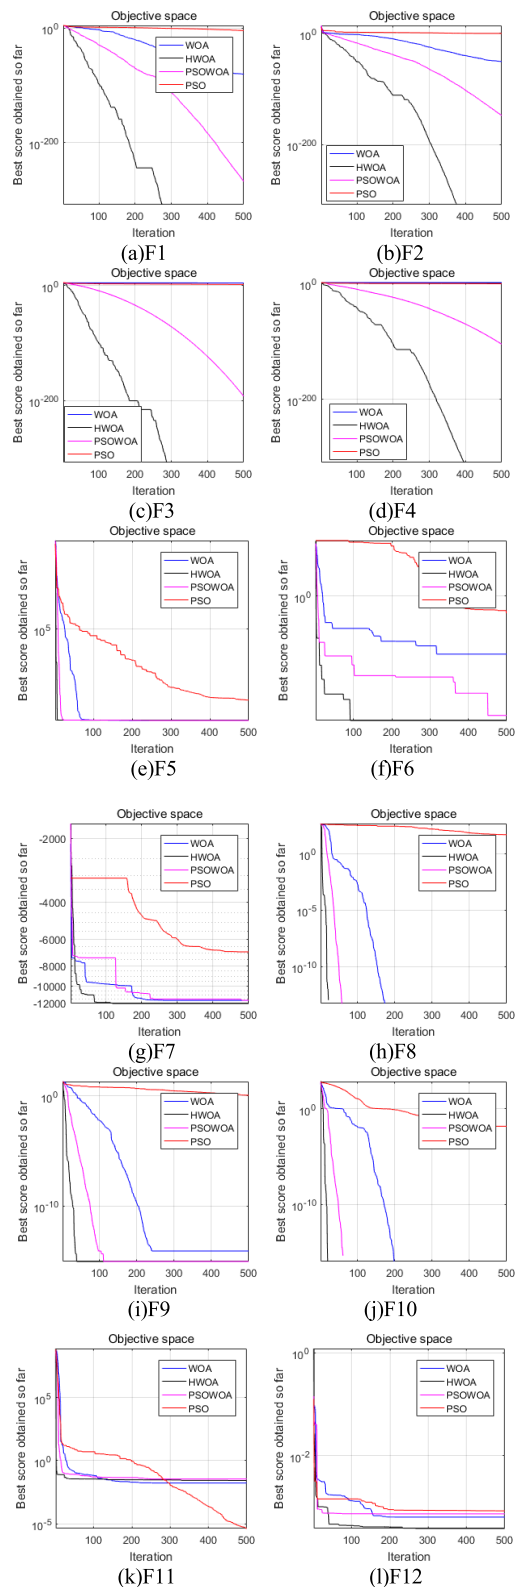 Objective space
Best score obtained so far
10^0
10^-200
WOA
HWOA
PSOWOA
PSO
100 200 300 400 500
Iteration
(a)F1
Objective space
Best score obtained so far
10^0
10^-200
WOA
HWOA
PSOWOA
PSO
100 200 300 400 500
Iteration
(b)F2
Objective space
Best score obtained so far
10^0
10^-200
WOA
HWOA
PSOWOA
PSO
100 200 300 400 500
Iteration
(c)F3
Objective space
Best score obtained so far
10^0
10^-200
WOA
HWOA
PSOWOA
PSO
100 200 300 400 500
Iteration
(d)F4
Objective space
Best score obtained so far
10^5
WOA
HWOA
PSOWOA
PSO
100 200 300 400 500
Iteration
(e)F5
Objective space
Best score obtained so far
10^0
WOA
HWOA
PSOWOA
PSO
100 200 300 400 500
Iteration
(f)F6
Objective space
Best score obtained so far
-2000
-4000
-6000
-8000
-10000
-12000
WOA
HWOA
PSOWOA
PSO
100 200 300 400 500
Iteration
(g)F7
Objective space
Best score obtained so far
10^0
10^-5
10^-10
WOA
HWOA
PSOWOA
PSO
100 200 300 400 500
Iteration
(h)F8
Objective space
Best score obtained so far
10^0
10^-10
WOA
HWOA
PSOWOA
PSO
100 200 300 400 500
Iteration
(i)F9
Objective space
Best score obtained so far
10^0
10^-10
WOA
HWOA
PSOWOA
PSO
100 200 300 400 500
Iteration
(j)F10
Objective space
Best score obtained so far
10^5
10^0
10^-5
WOA
HWOA
PSOWOA
PSO
100 200 300 400 500
Iteration
(k)F11
Objective space
Best score obtained so far
10^0
10^-2
WOA
HWOA
PSOWOA
PSO
100 200 300 400 500
Iteration
(l)F12